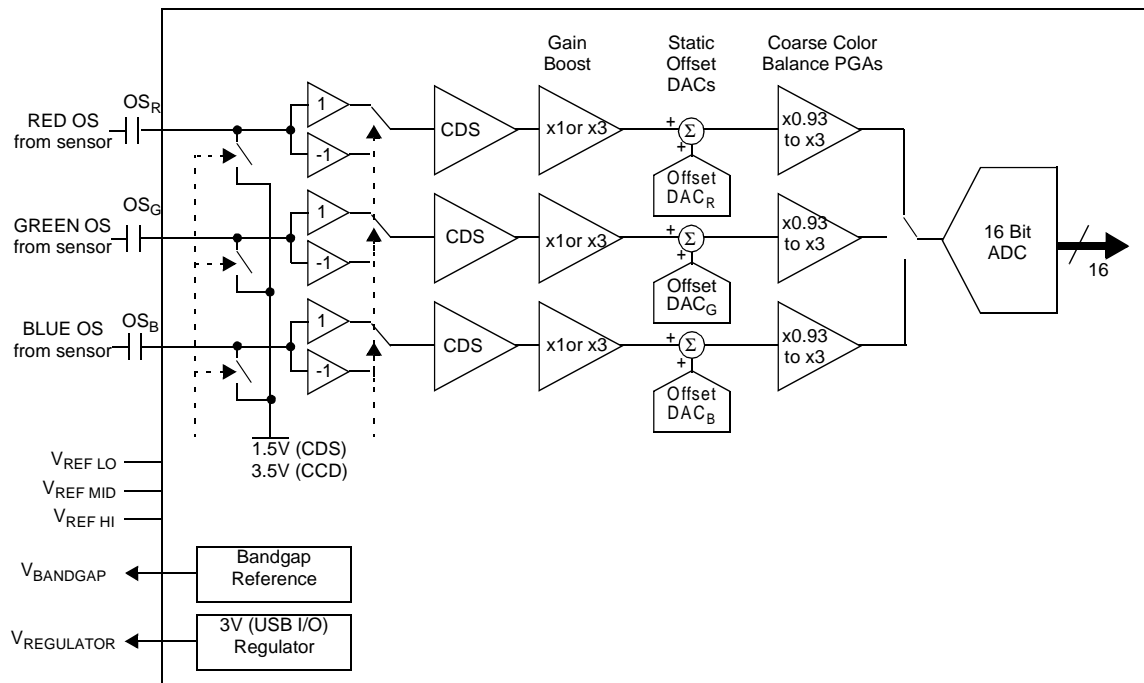 Gain
Boost
Static
Offset
DACs
Coarse Color
Balance PGAs
RED OS
from sensor
OSR
1
-1
CDS
x1or x3
+
Σ
+
Offset
DACR
x0.93
to x3
GREEN OS
from sensor
OSG
1
-1
CDS
x1or x3
+
Σ
+
Offset
DACG
x0.93
to x3
16 Bit
ADC
16
BLUE OS
from sensor
OSB
1
-1
CDS
x1or x3
+
Σ
+
Offset
DACB
x0.93
to x3
1.5V (CDS)
3.5V (CCD)
VREF LO
VREF MID
VREF HI
VBANDGAP
Bandgap
Reference
VREGULATOR
3V (USB I/O)
Regulator